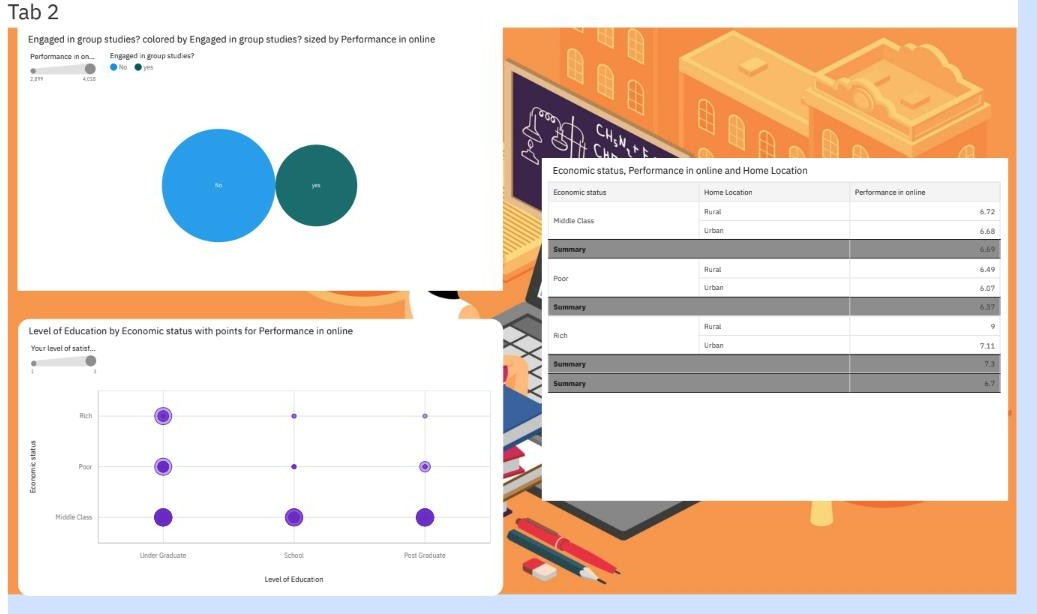 Tab 2
Engaged in group studies? colored by Engaged in group studies? sized by Performance in online
Performance in on... Engaged in group studies?
No yes
2,899 4,028
No yes
Level of Education by Economic status with points for Performance in online
Your level of satisf...
1 3
Economic status
Rich
Poor
Middle Class
Under Graduate School Post Graduate
Level of Education
Economic status, Performance in online and Home Location
Economic status Home Location Performance in online
Middle Class
Rural 6.72
Urban 6.68
Summary 6.69
Poor
Rural 6.49
Urban 6.07
Summary 6.37
Rich
Rural 9
Urban 7.11
Summary 7.3
Summary 6.7